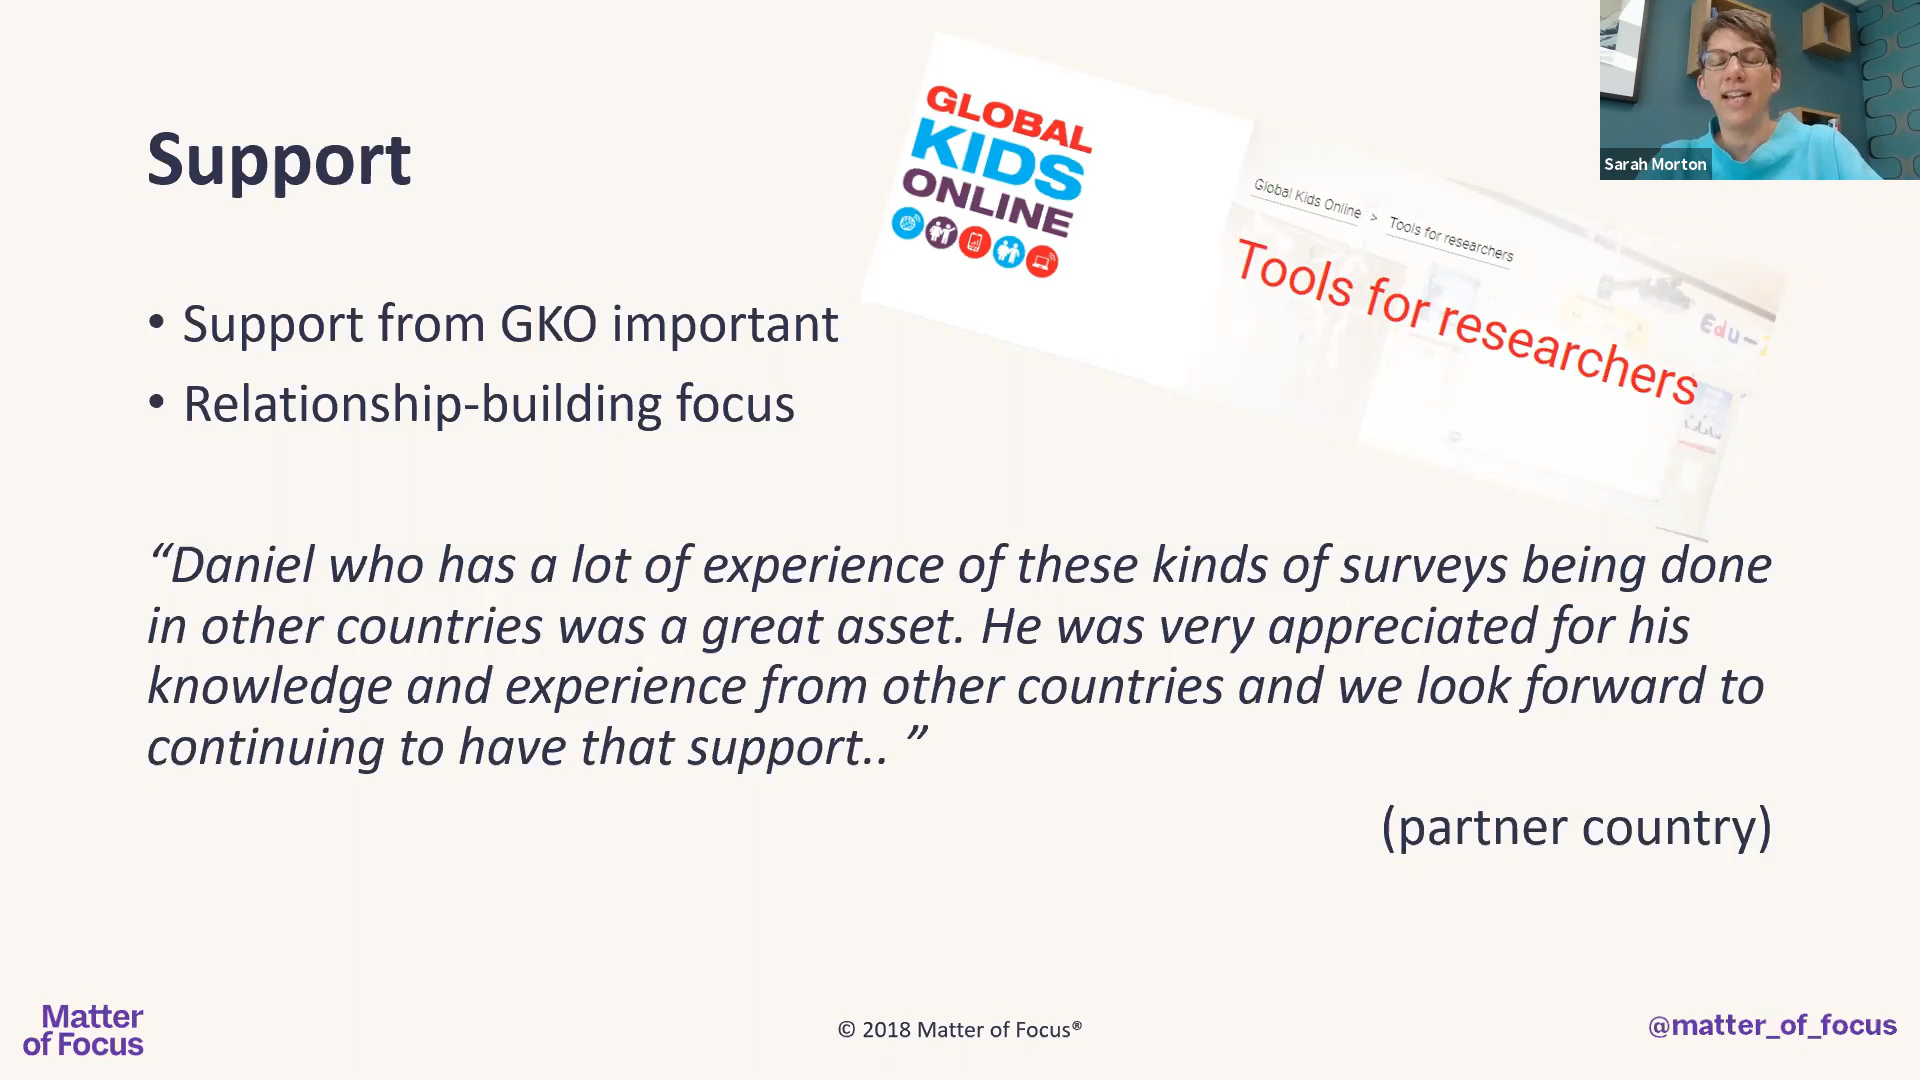 GLOBAL
KIDS
ONLINE
Global Kids Online > Tools for researchers
Tools for researchers
Edu-
Sarah Morton
Support
• Support from GKO important
• Relationship-building focus
“Daniel who has a lot of experience of these kinds of surveys being done
in other countries was a great asset. He was very appreciated for his
knowledge and experience from other countries and we look forward to
continuing to have that support.. ”
(partner country)
Matter
of Focus
© 2018 Matter of Focus®
@matter_of_focus